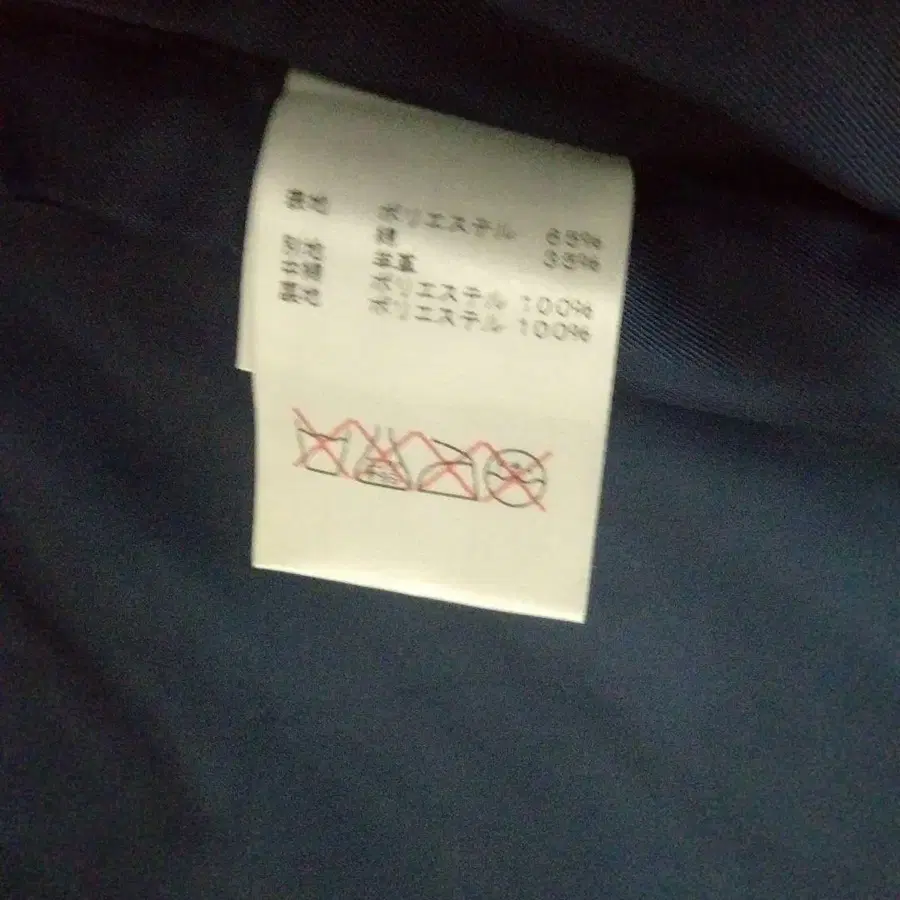 表地 ポリエステル 65%
綿 35%
別地 羊革
中綿 ポリエステル 100%
裏地 ポリエステル 100%